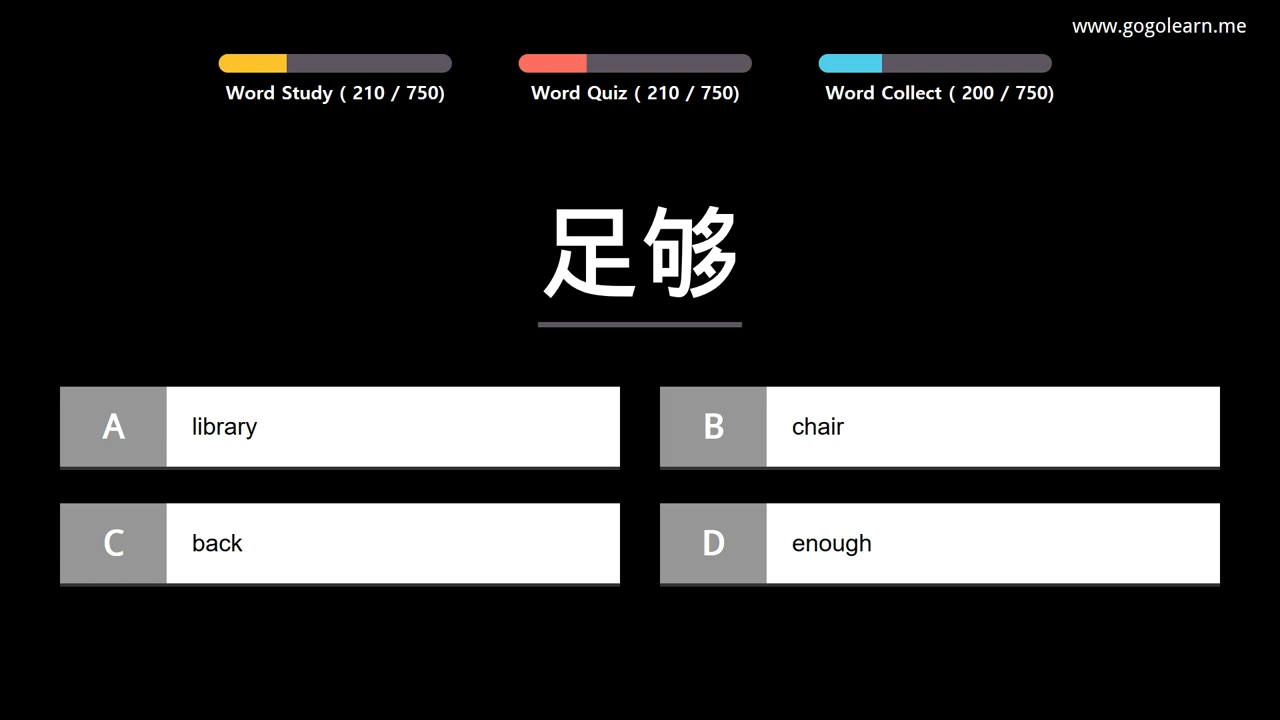 www.gogolearn.me
Word Study ( 210 / 750)
Word Quiz ( 210 / 750)
Word Collect ( 200 / 750)
足够
A library
B chair
C back
D enough